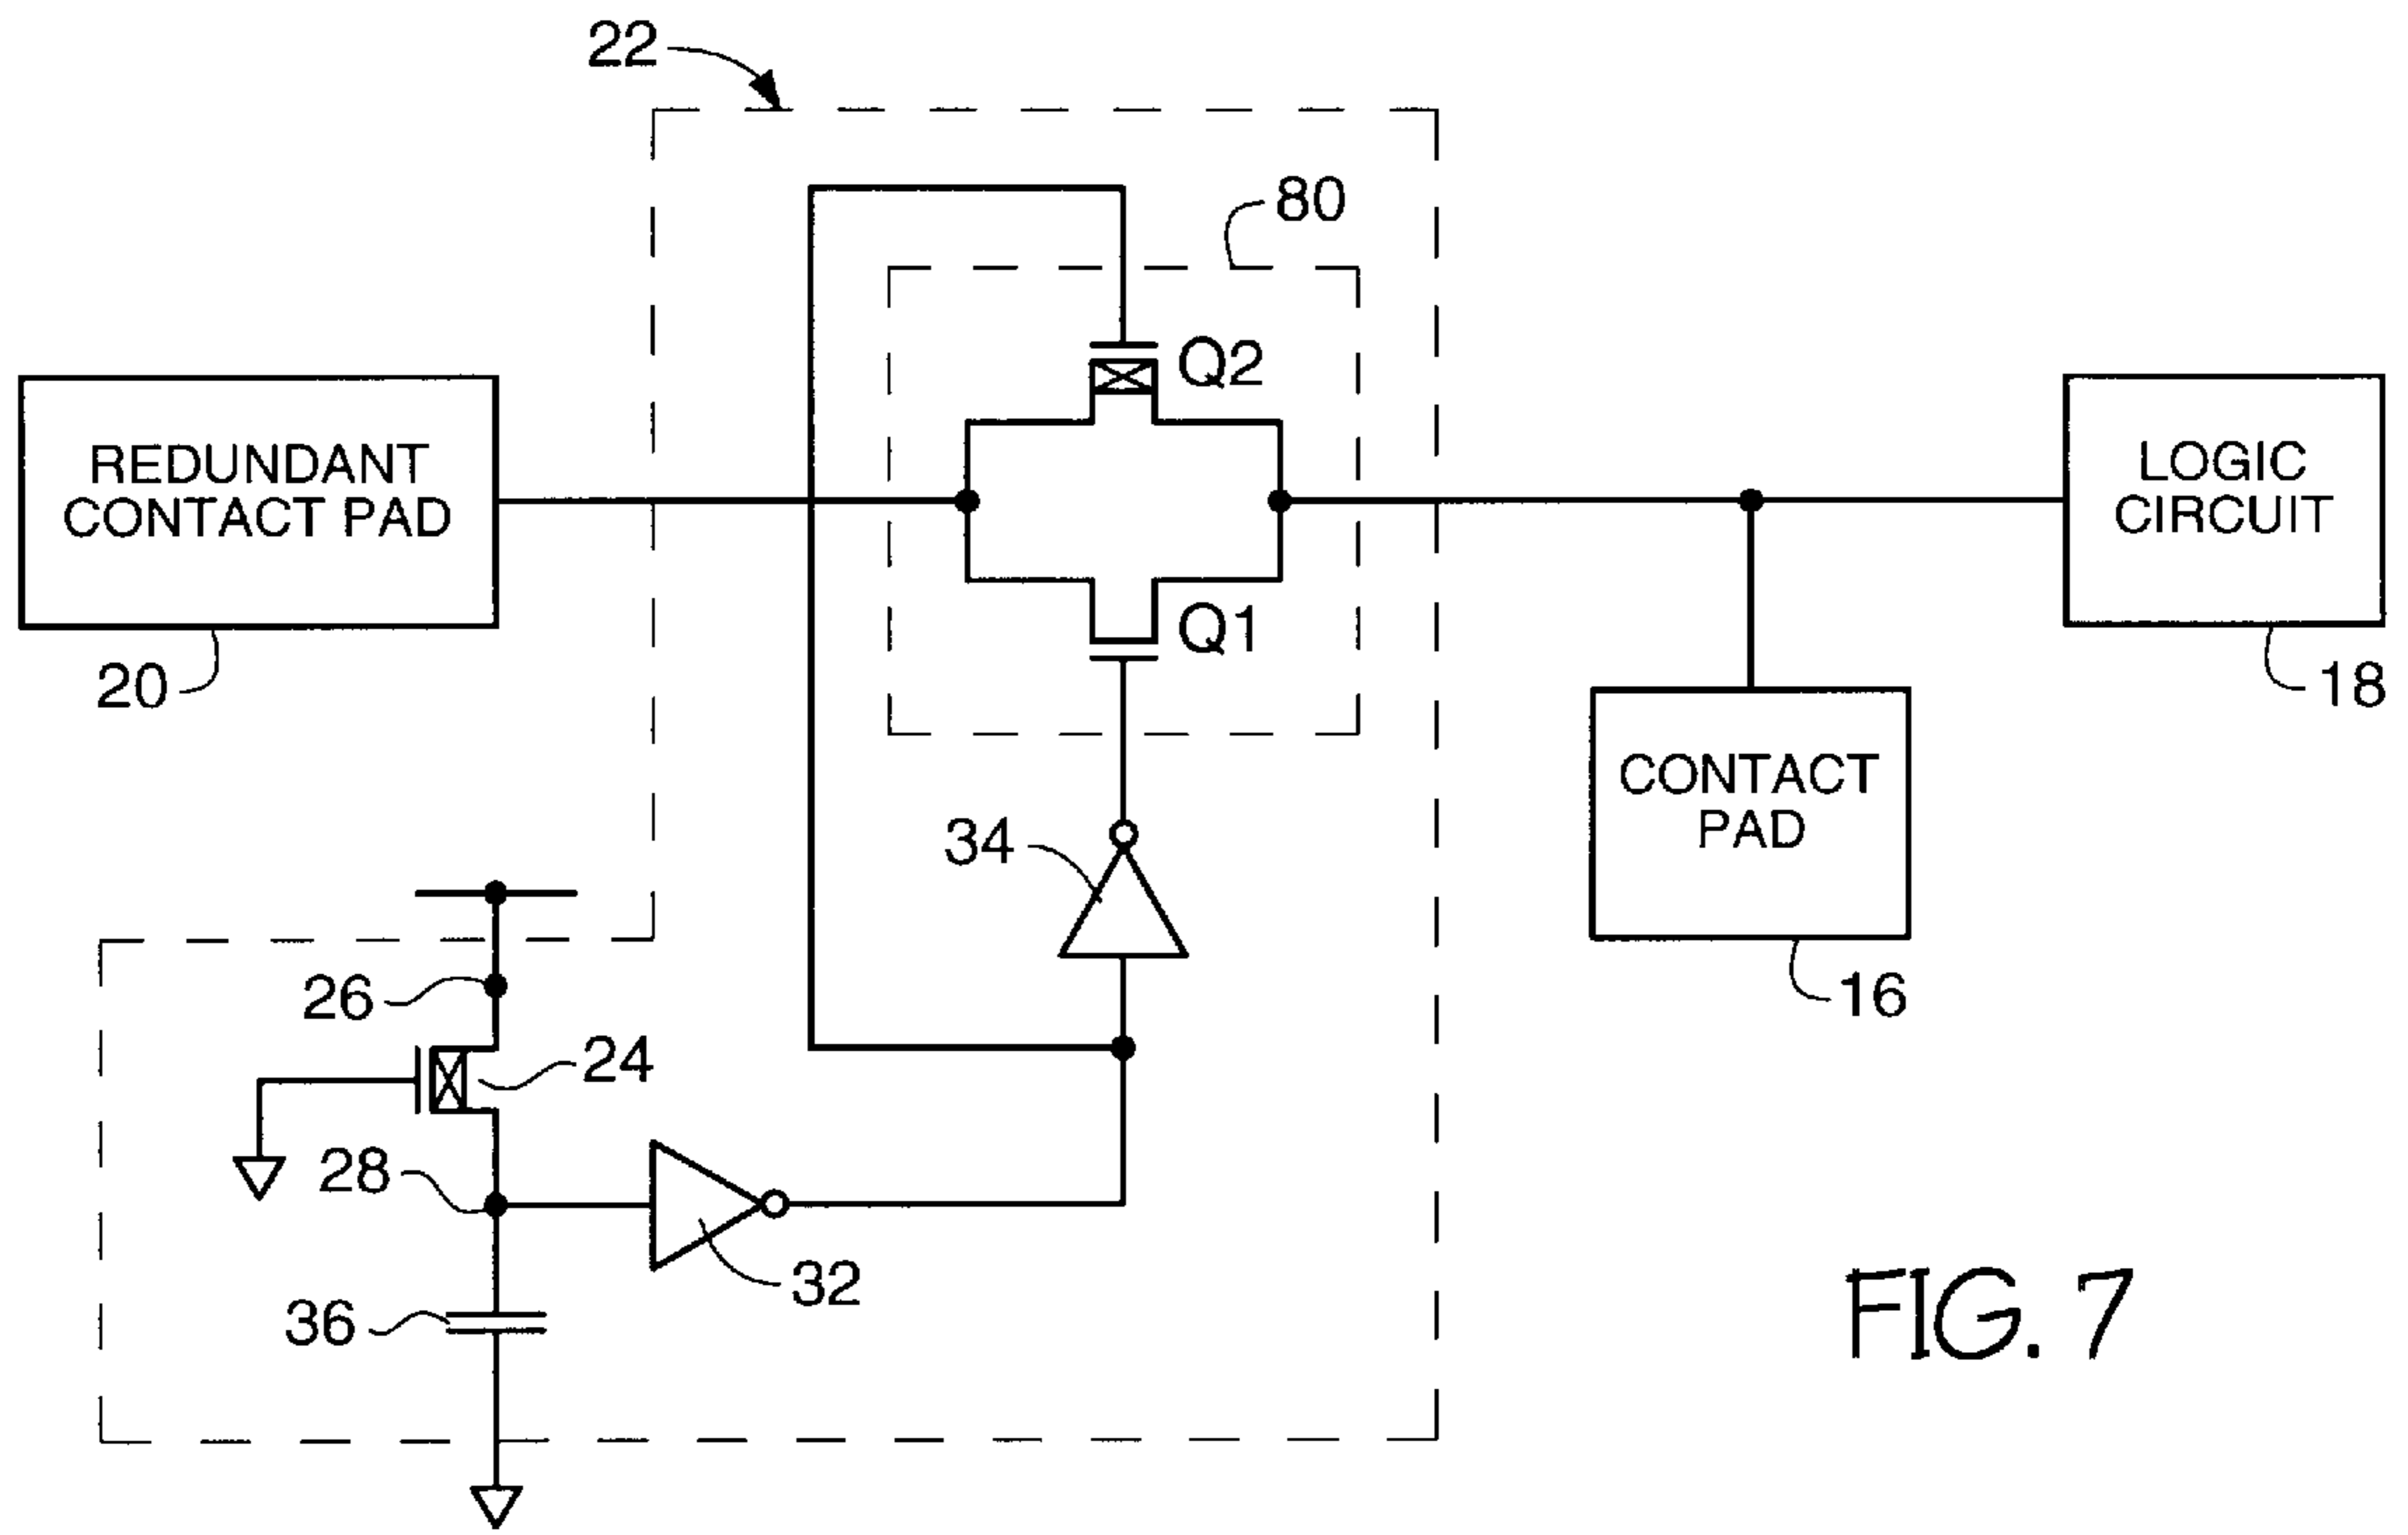 22
80
Q2
REDUNDANT
CONTACT PAD
LOGIC
CIRCUIT
Q1
20
18
CONTACT
PAD
34
26
16
24
28
32
36
FIG. 7